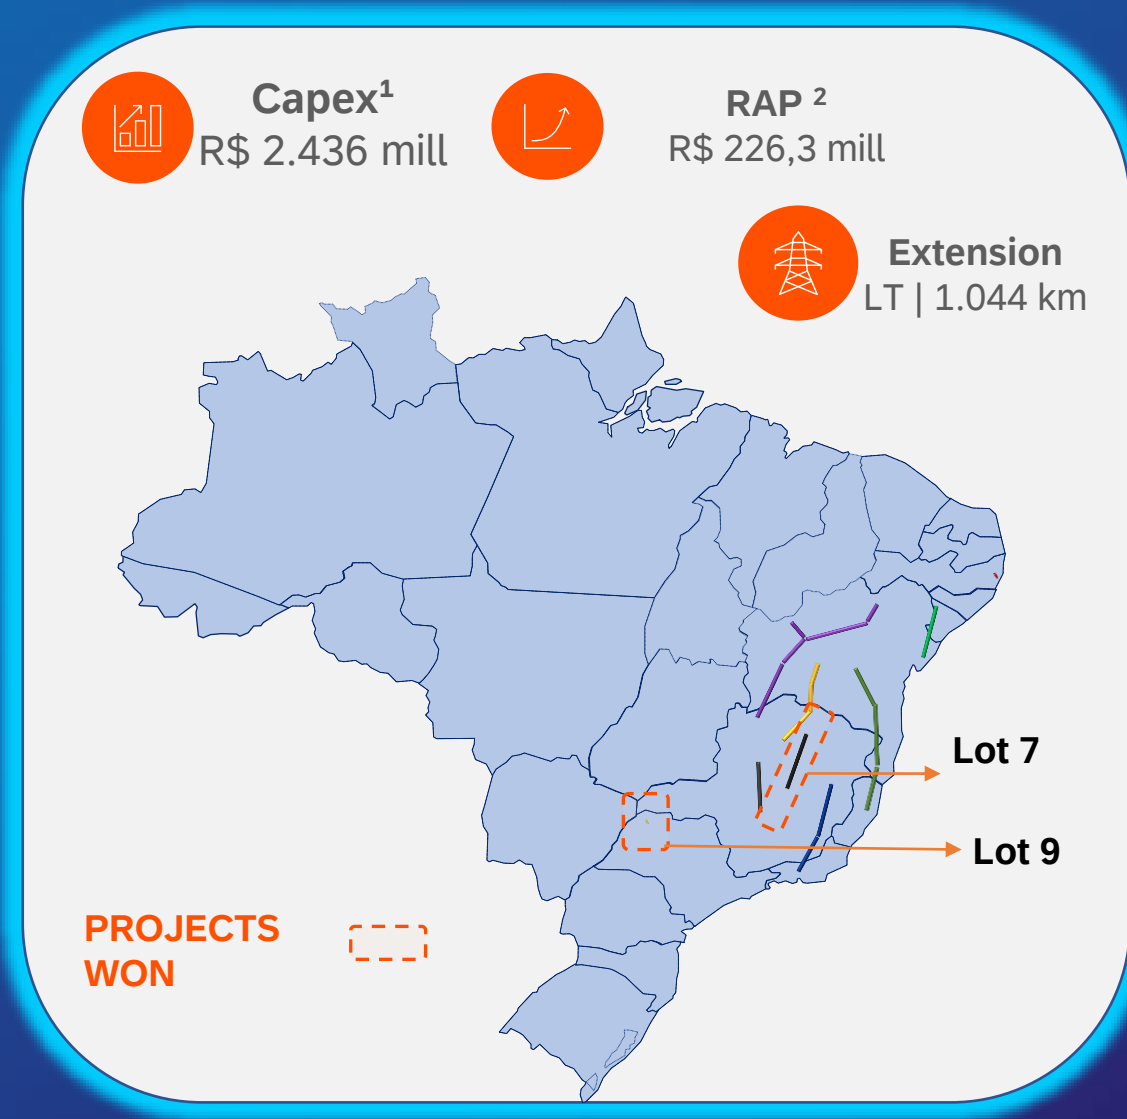 Capex¹
R$ 2.436 mill
RAP ²
R$ 226,3 mill
Extension
LT | 1.044 km
Lot 7
Lot 9
PROJECTS
WON